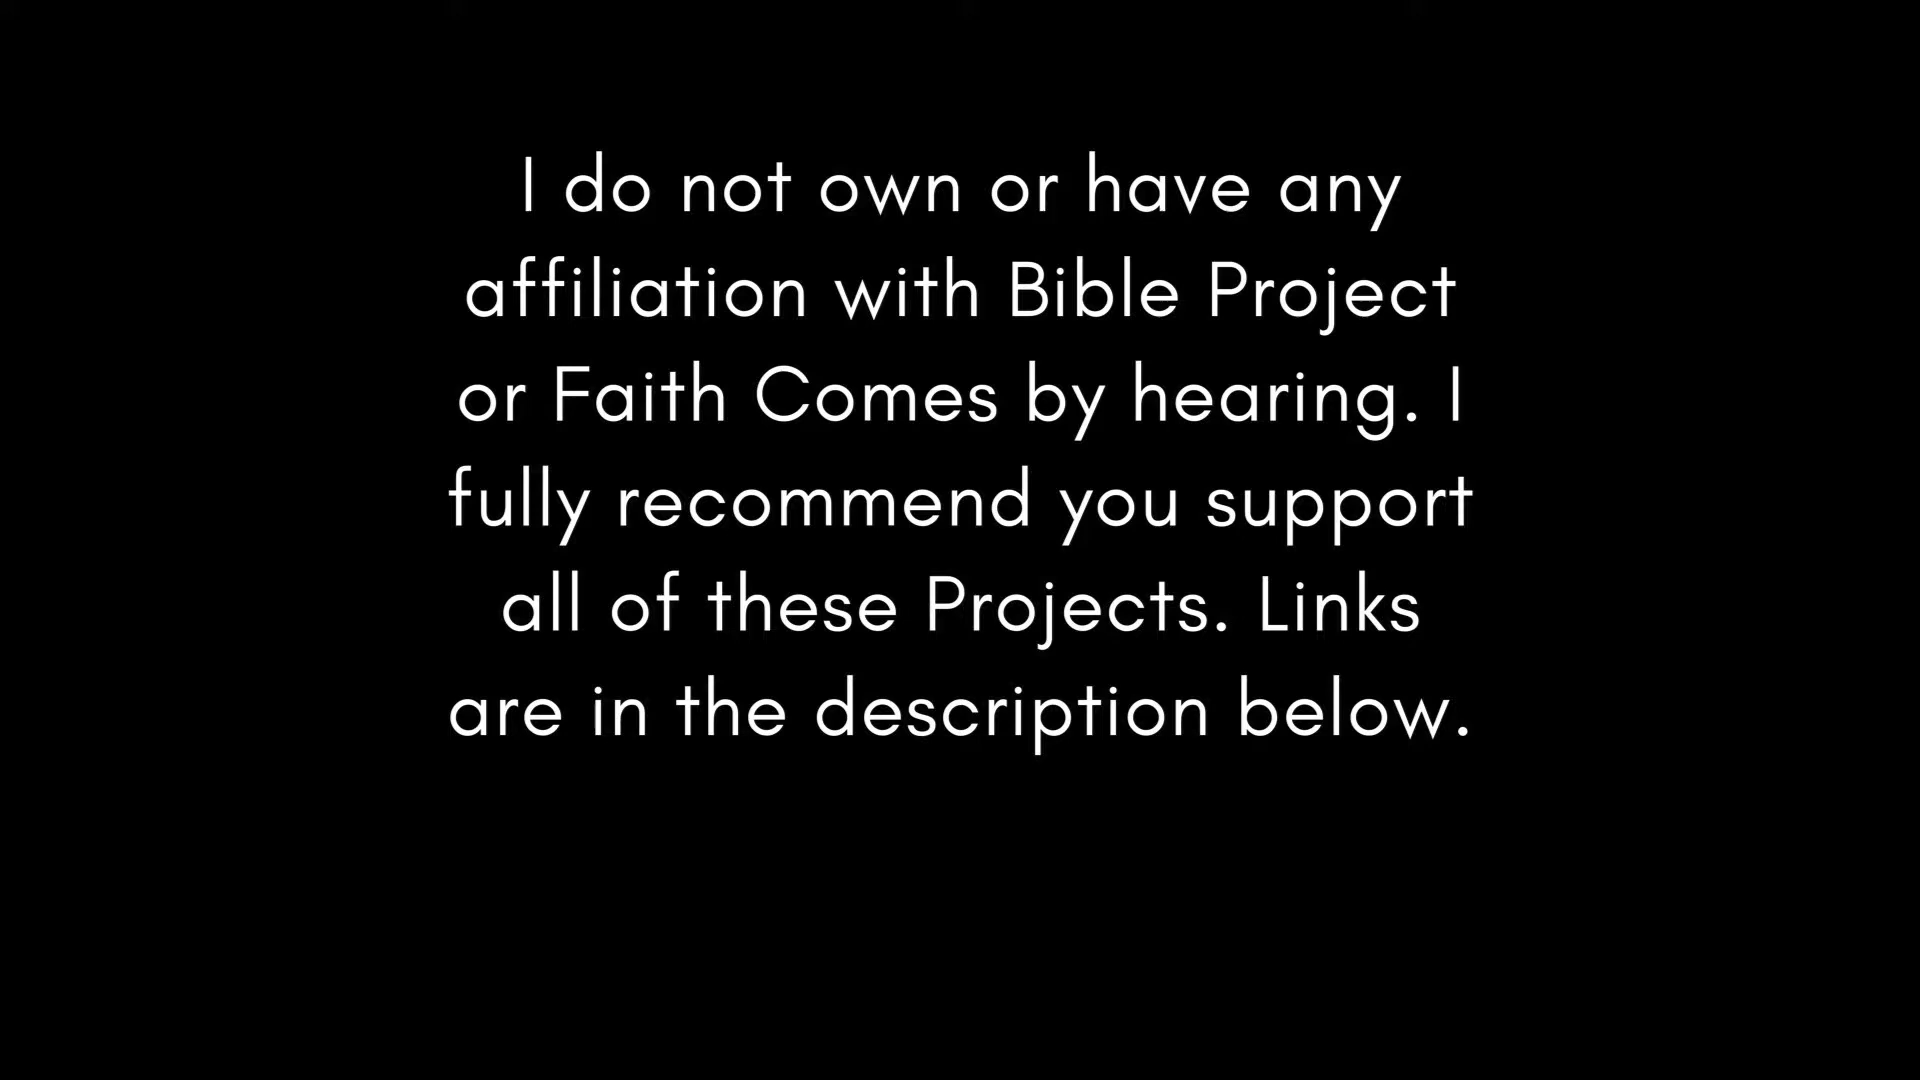 I do not own or have any
affiliation with Bible Project
or Faith Comes by hearing. I
fully recommend you support
all of these Projects. Links
are in the description below.